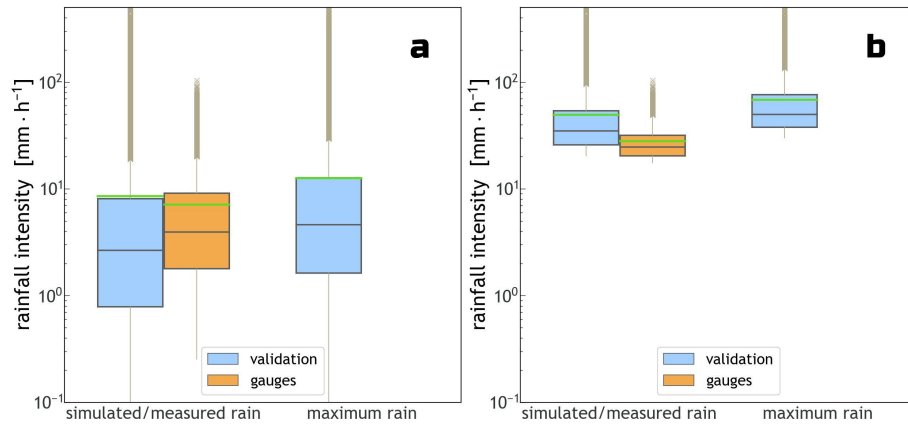 a
rainfall intensity [mm · h⁻¹]
10²
10¹
10⁰
10⁻¹
validation
gauges
simulated/measured rain
maximum rain
b
rainfall intensity [mm · h⁻¹]
10²
10¹
10⁰
10⁻¹
validation
gauges
simulated/measured rain
maximum rain